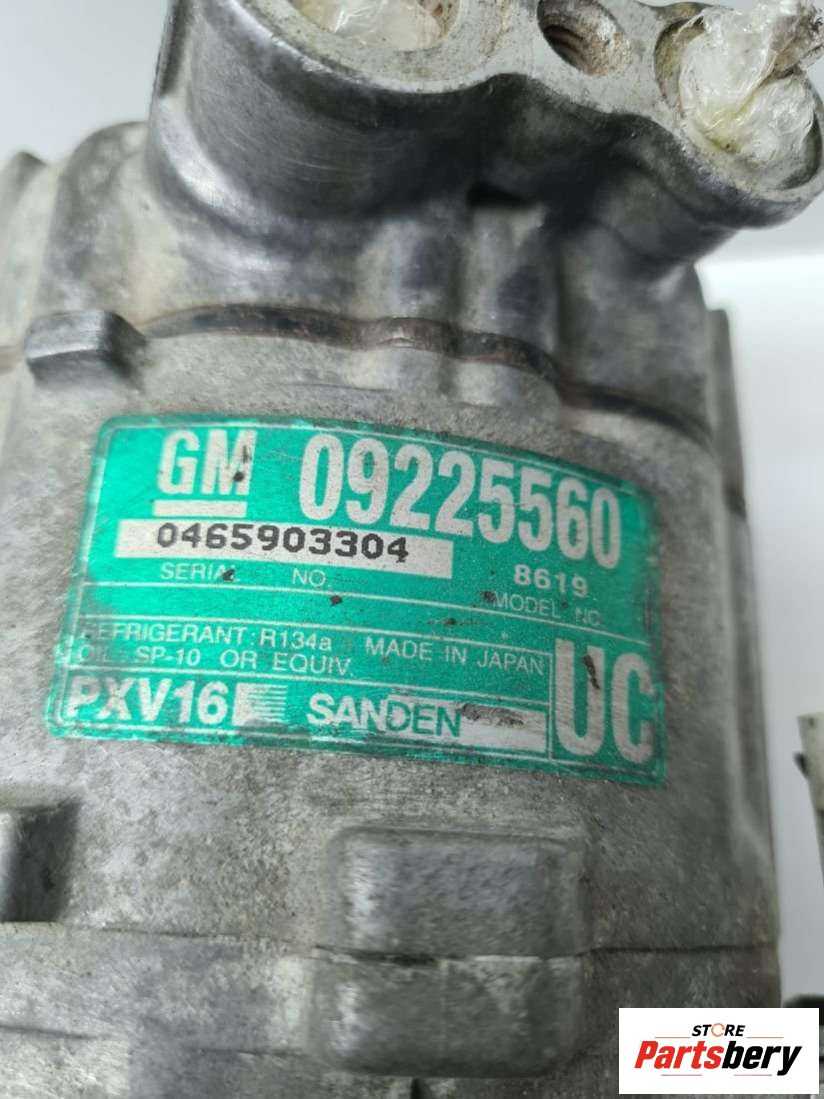 GM 09225560
0465903304
8619
SERIAL NO.
MODEL NO.
REFRIGERANT: R134a MADE IN JAPAN
OIL: SP-10 OR EQUIV.
UC
PXV16 SANDEN
STORE
Partsbery